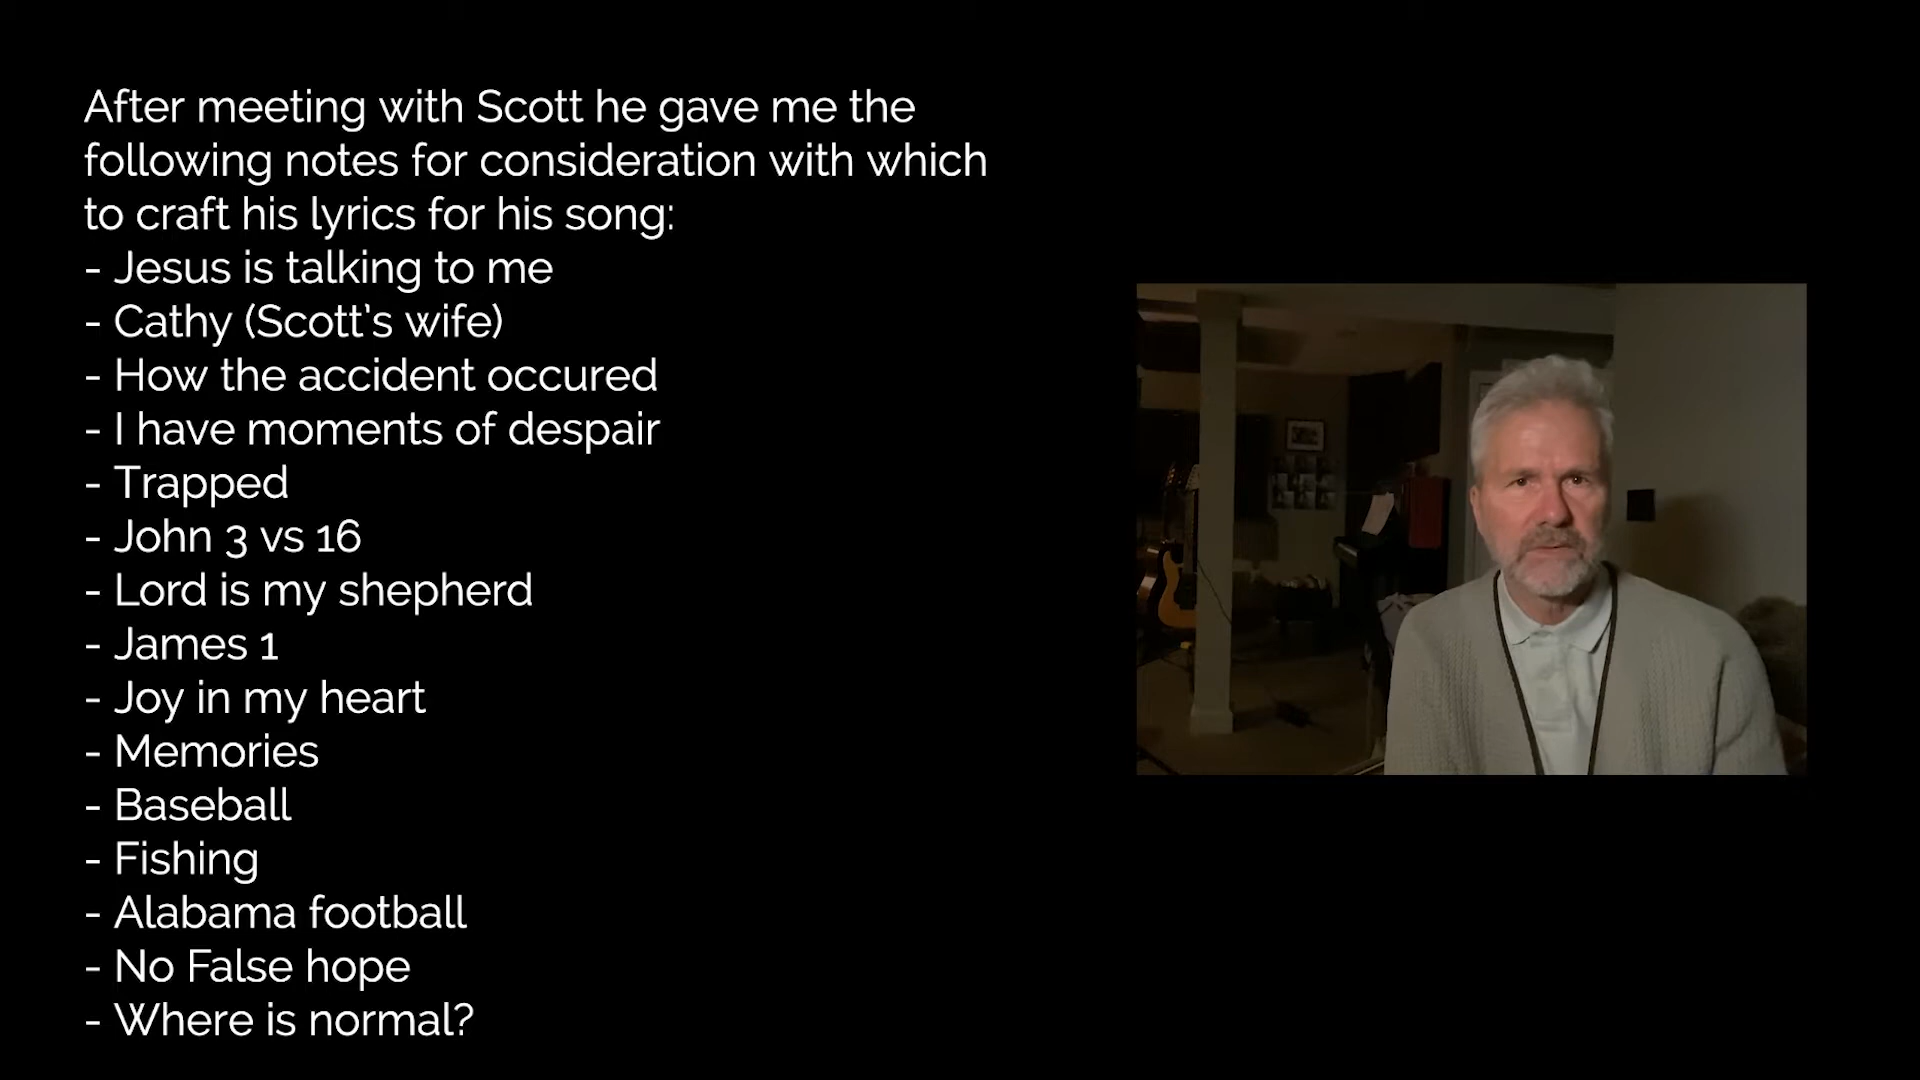 After meeting with Scott he gave me the
following notes for consideration with which
to craft his lyrics for his song:
- Jesus is talking to me
- Cathy (Scott's wife)
- How the accident occured
- I have moments of despair
- Trapped
- John 3 vs 16
- Lord is my shepherd
- James 1
- Joy in my heart
- Memories
- Baseball
- Fishing
- Alabama football
- No False hope
- Where is normal?